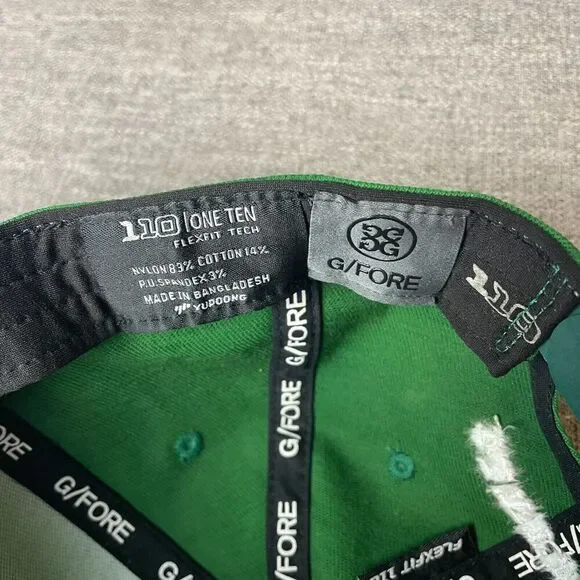 110 | ONE TEN
FLEXFIT TECH
NYLON 83% COTTON 14%
P.U. SPANDEX 3%
MADE IN BANGLADESH
YUPOONG
G/FORE
110
G/FORE
G/FORE
G/FORE
G/FORE
G/FORE
FLEXFIT 110